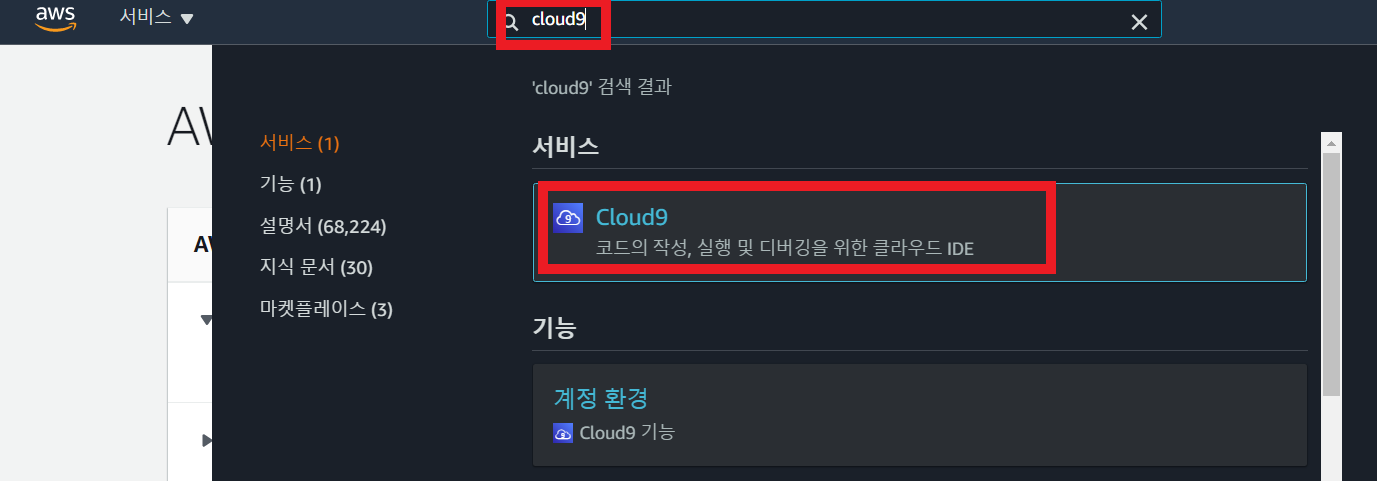 aws 서비스 ▼ cloud9
'cloud9' 검색 결과
AW
서비스 (1)
기능 (1)
설명서 (68,224)
지식 문서 (30)
마켓플레이스 (3)
서비스
Cloud9
코드의 작성, 실행 및 디버깅을 위한 클라우드 IDE
기능
계정 환경
Cloud9 기능